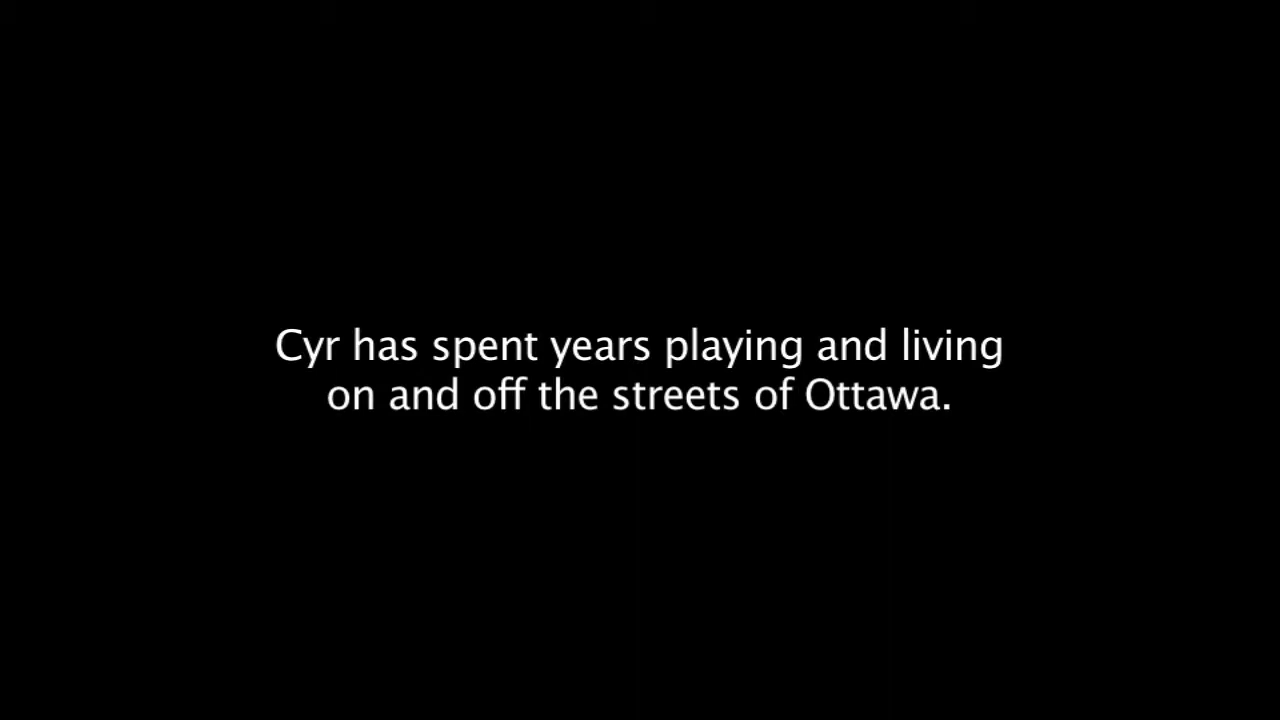 Cyr has spent years playing and living
on and off the streets of Ottawa.